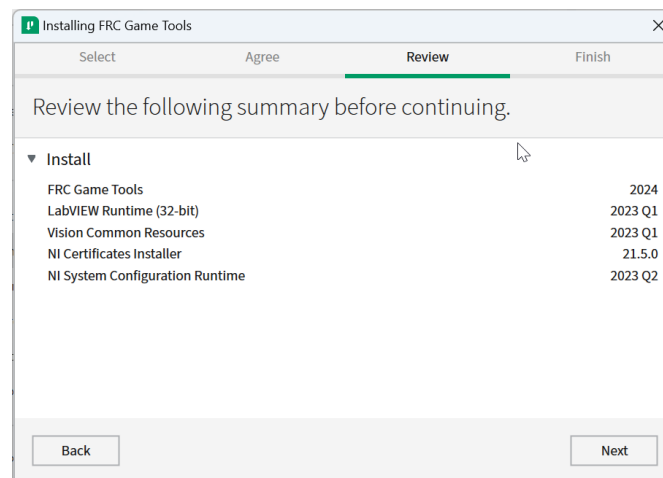 Installing FRC Game Tools
Select Agree Review Finish
Review the following summary before continuing.
Install
FRC Game Tools 2024
LabVIEW Runtime (32-bit) 2023 Q1
Vision Common Resources 2023 Q1
NI Certificates Installer 21.5.0
NI System Configuration Runtime 2023 Q2
Back Next